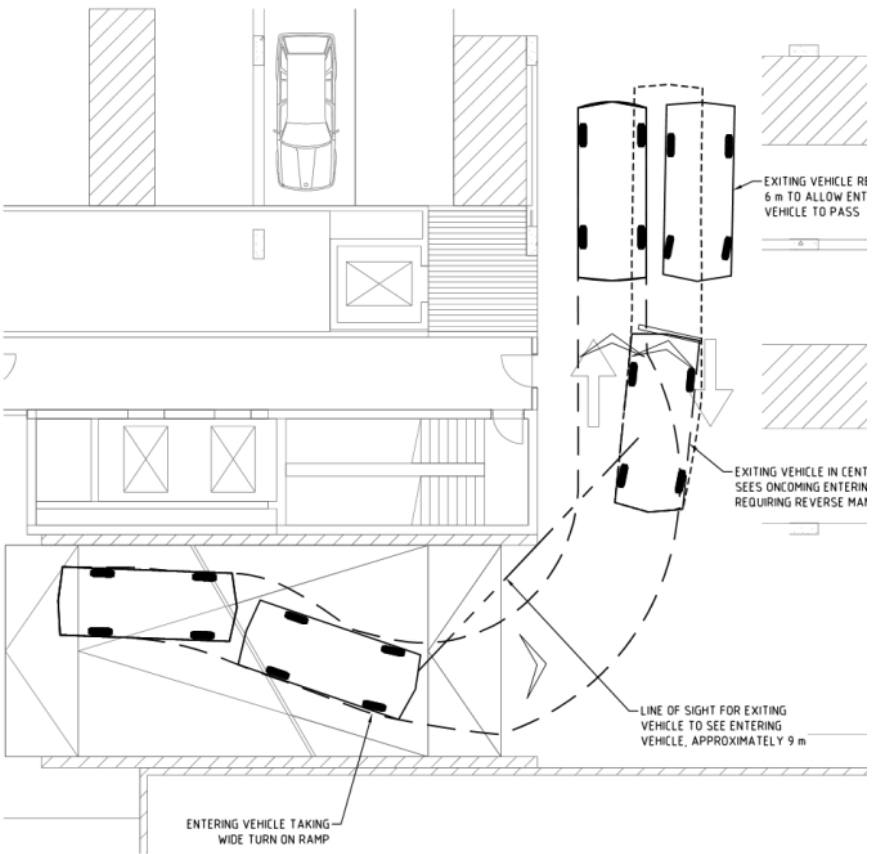 EXITING VEHICLE RE
6 m TO ALLOW ENT
VEHICLE TO PASS
EXITING VEHICLE IN CENT
SEES ONCOMING ENTERIN
REQUIRING REVERSE MAN
LINE OF SIGHT FOR EXITING
VEHICLE TO SEE ENTERING
VEHICLE, APPROXIMATELY 9 m
ENTERING VEHICLE TAKING
WIDE TURN ON RAMP